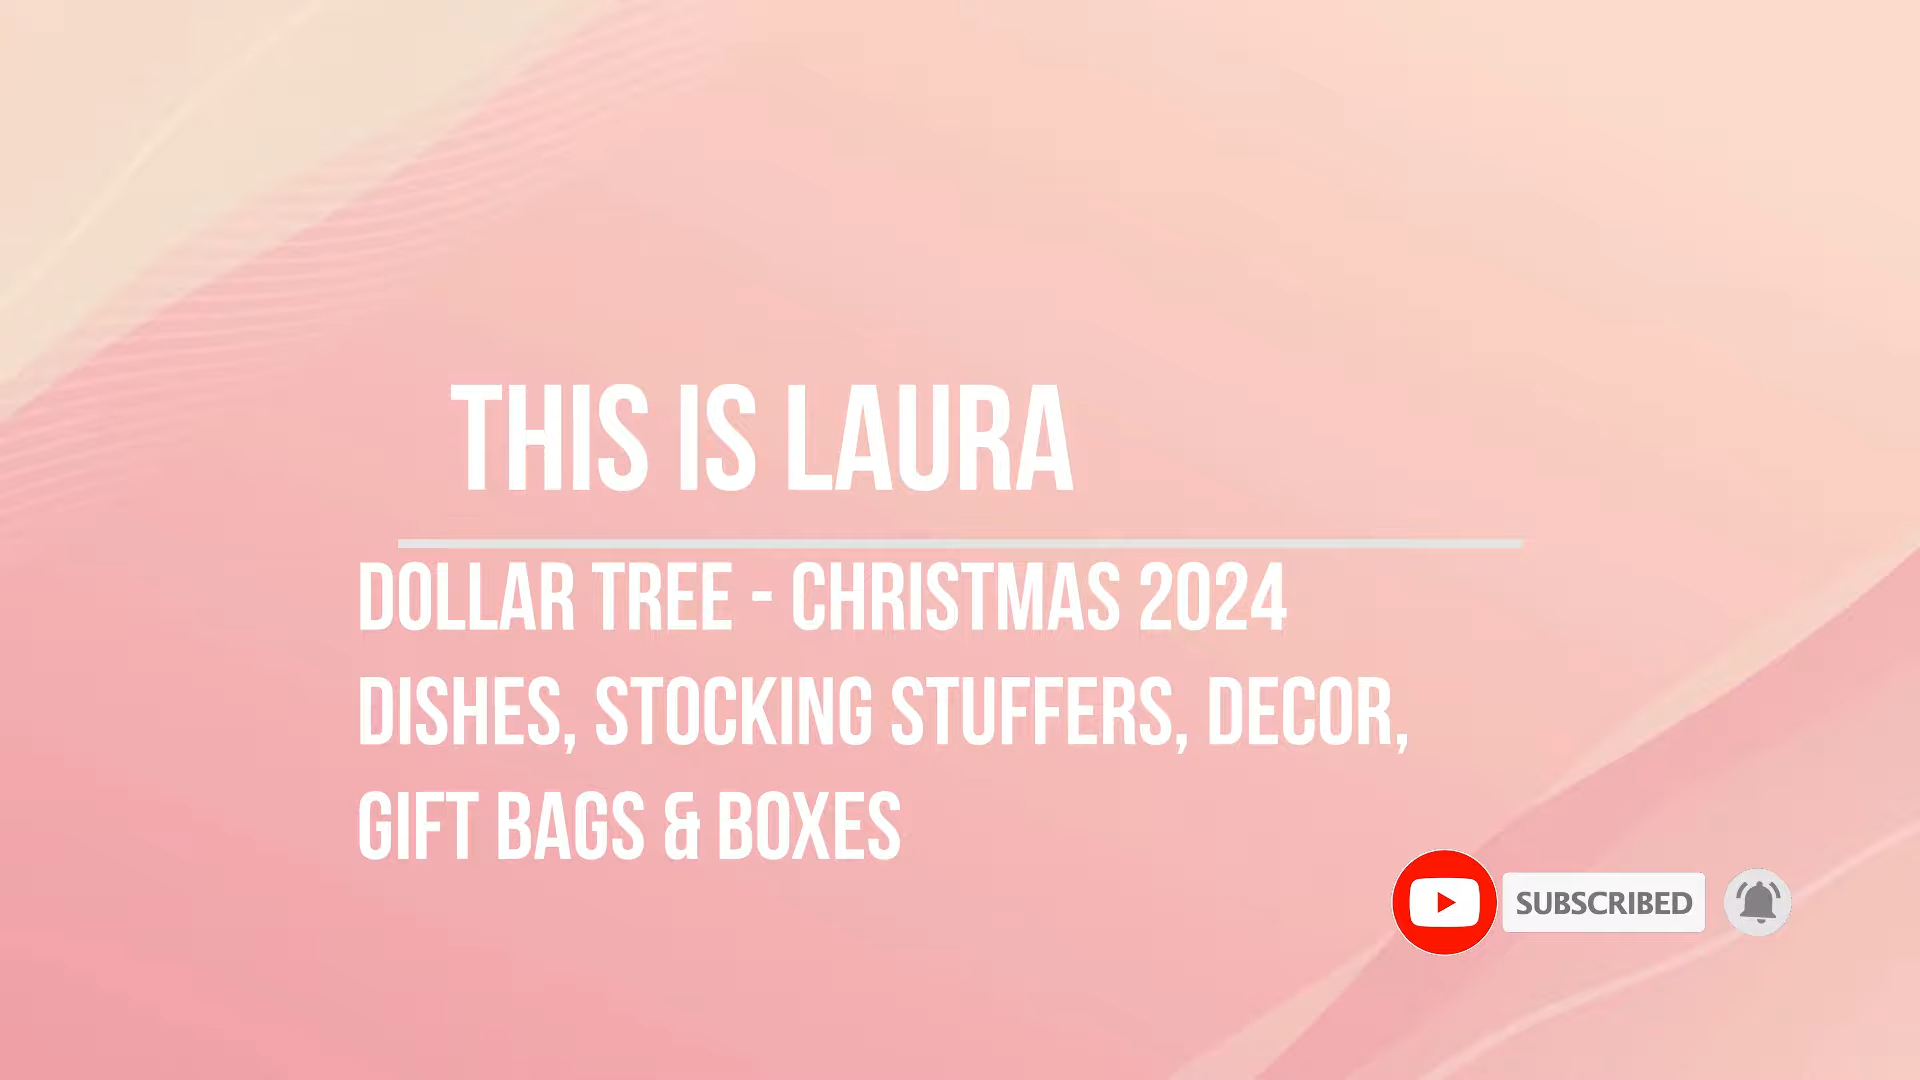 THIS IS LAURA
DOLLAR TREE - CHRISTMAS 2024
DISHES, STOCKING STUFFERS, DECOR,
GIFT BAGS & BOXES
SUBSCRIBED